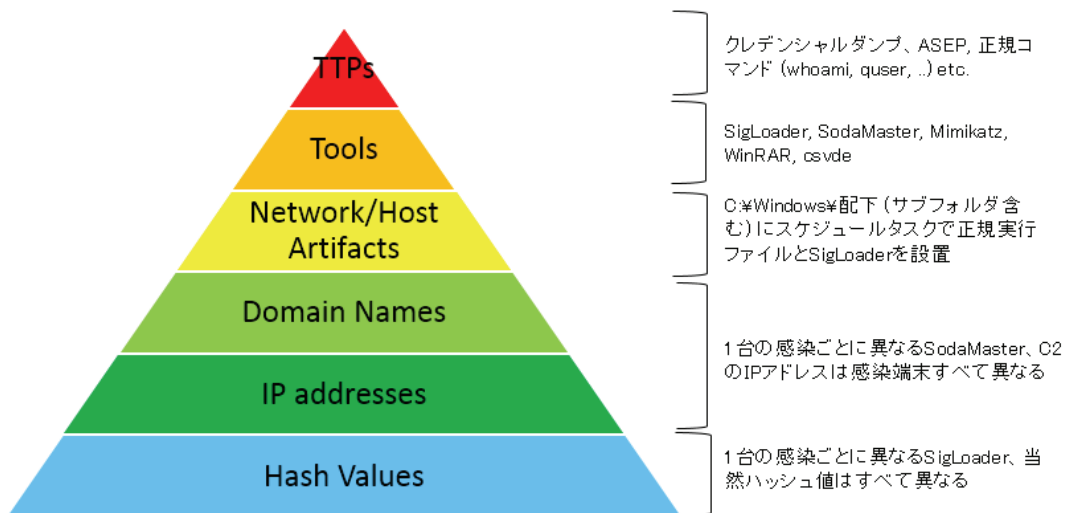 TTPs
クレデンシャルダンプ、ASEP, 正規コ
マンド (whoami, quser, ..) etc.
Tools
SigLoader, SodaMaster, Mimikatz,
WinRAR, csvde
Network/Host
Artifacts
C:¥Windows¥配下 (サブフォルダ含
む) にスケジュールタスクで正規実行
ファイルとSigLoaderを設置
Domain Names
IP addresses
1台の感染ごとに異なるSodaMaster、C2
のIPアドレスは感染端末すべて異なる
Hash Values
1台の感染ごとに異なるSigLoader、当
然ハッシュ値はすべて異なる